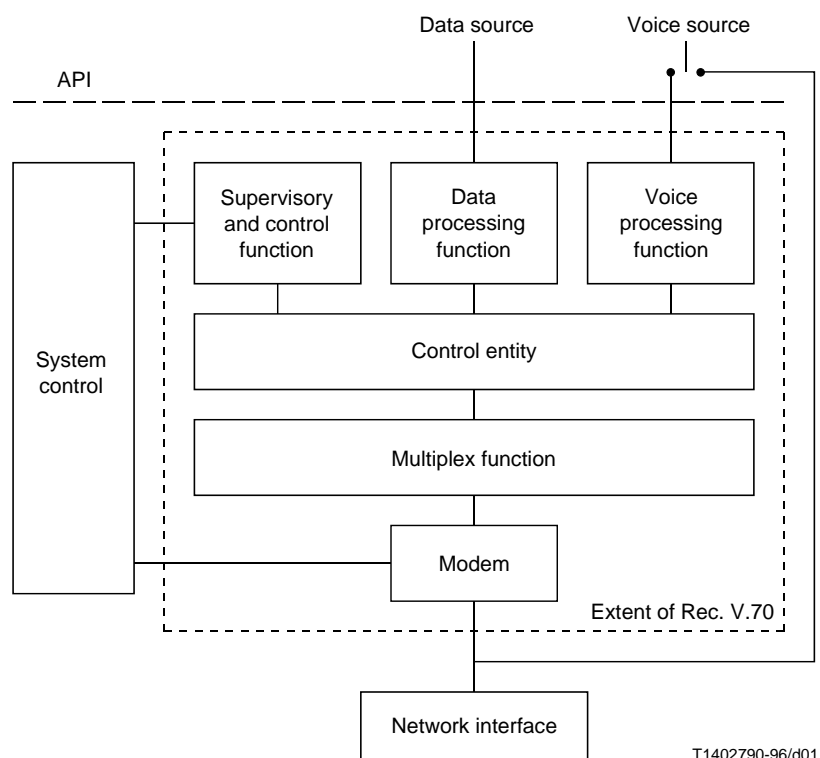 Data source
Voice source
API
Supervisory
and control
function
Data
processing
function
Voice
processing
function
System
control
Control entity
Multiplex function
Modem
Extent of Rec. V.70
Network interface
T1402790-96/d01